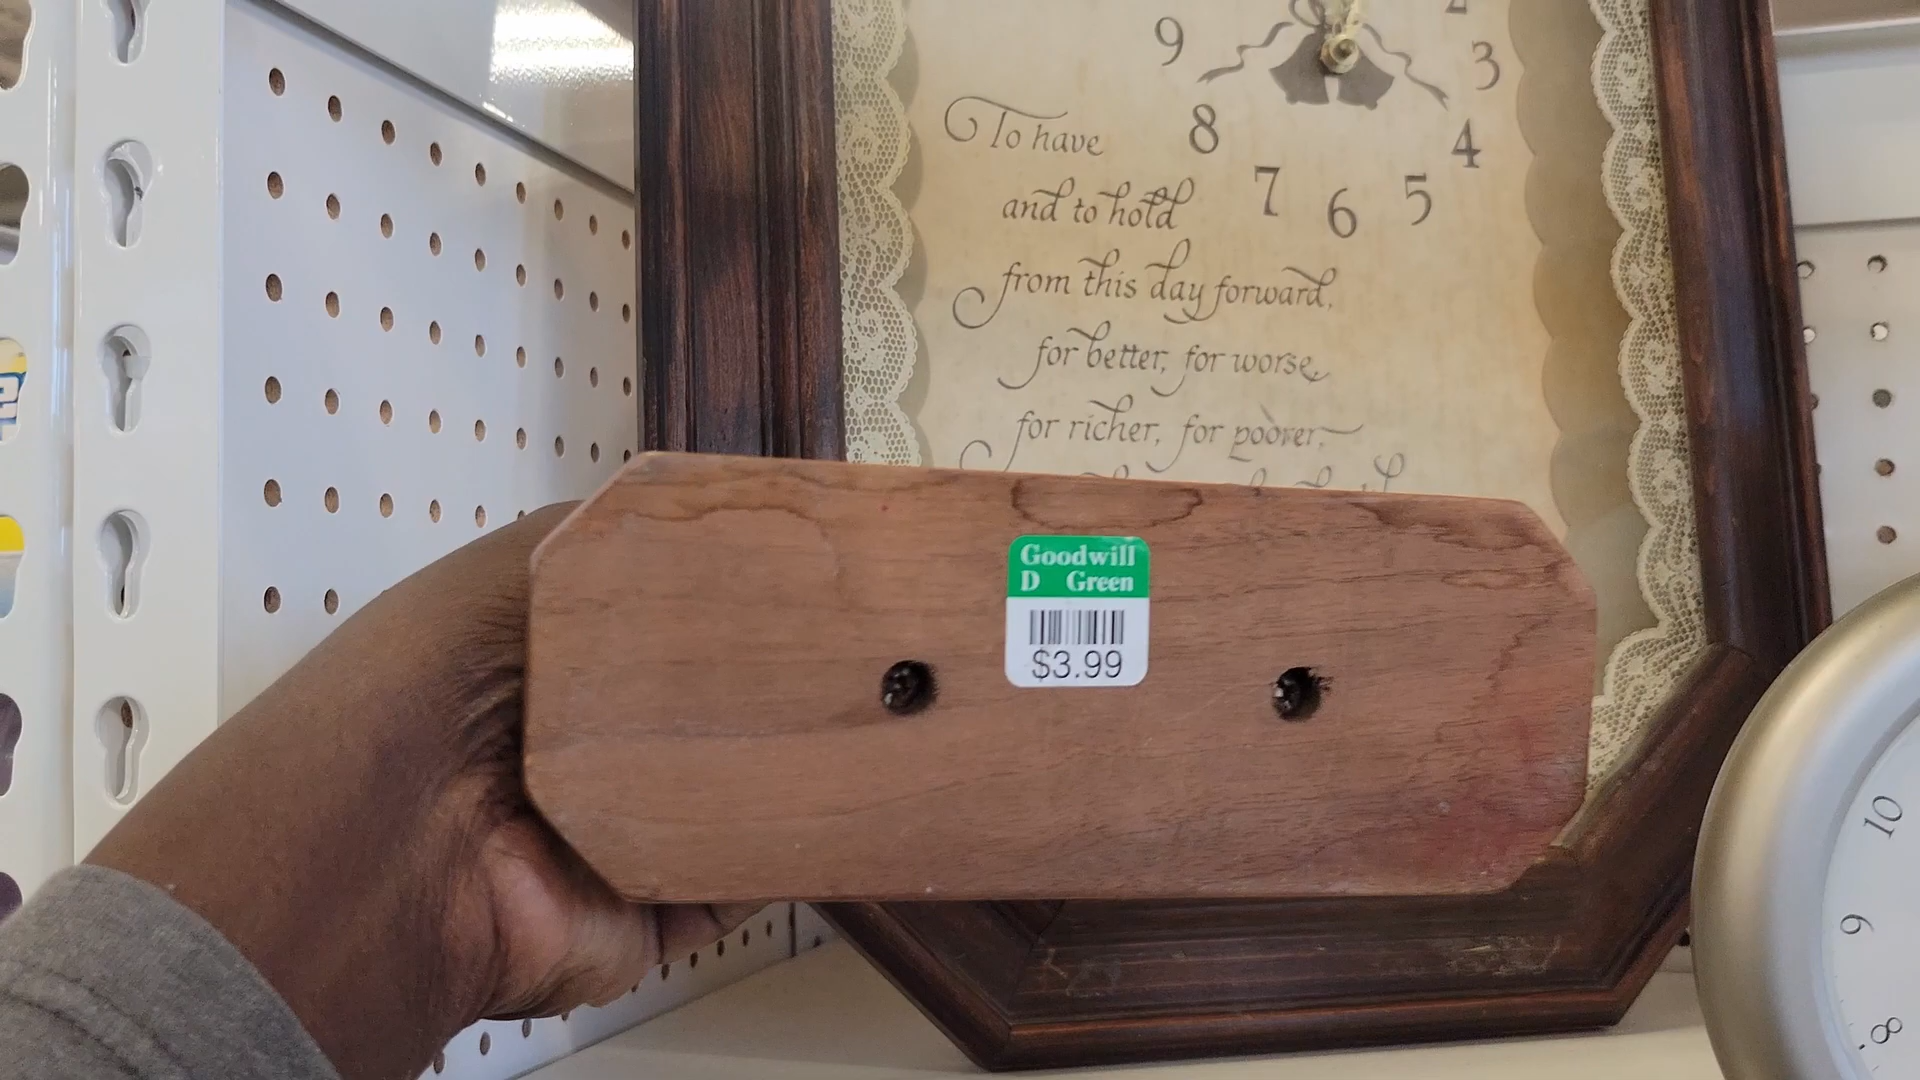 9
3
8
4
7
6
5
To have
and to hold
from this day forward,
for better, for worse,
for richer, for poorer,
Goodwill
D Green
$3.99
10
9
8